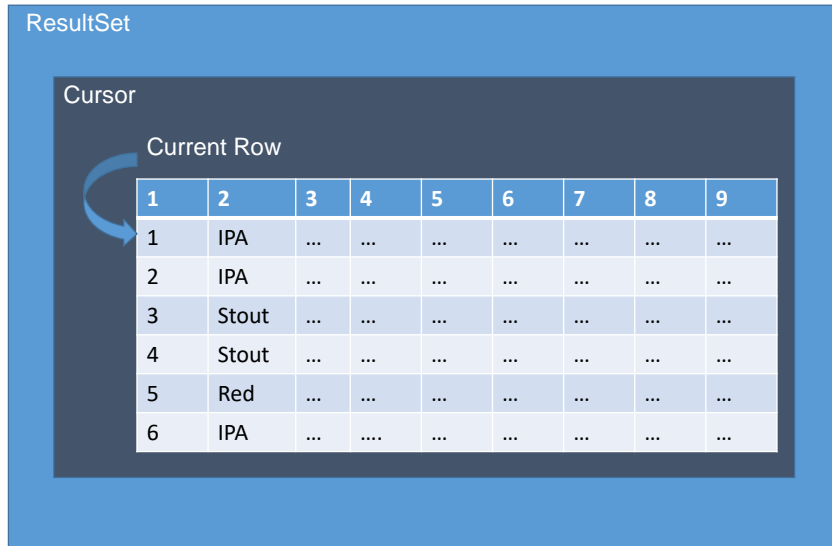 ResultSet
Cursor
Current Row
1 2 3 4 5 6 7 8 9
1 IPA ... ... ... ... ... ... ...
2 IPA ... ... ... ... ... ... ...
3 Stout ... ... ... ... ... ... ...
4 Stout ... ... ... ... ... ... ...
5 Red ... ... ... ... ... ... ...
6 IPA ... .... ... ... ... ... ...